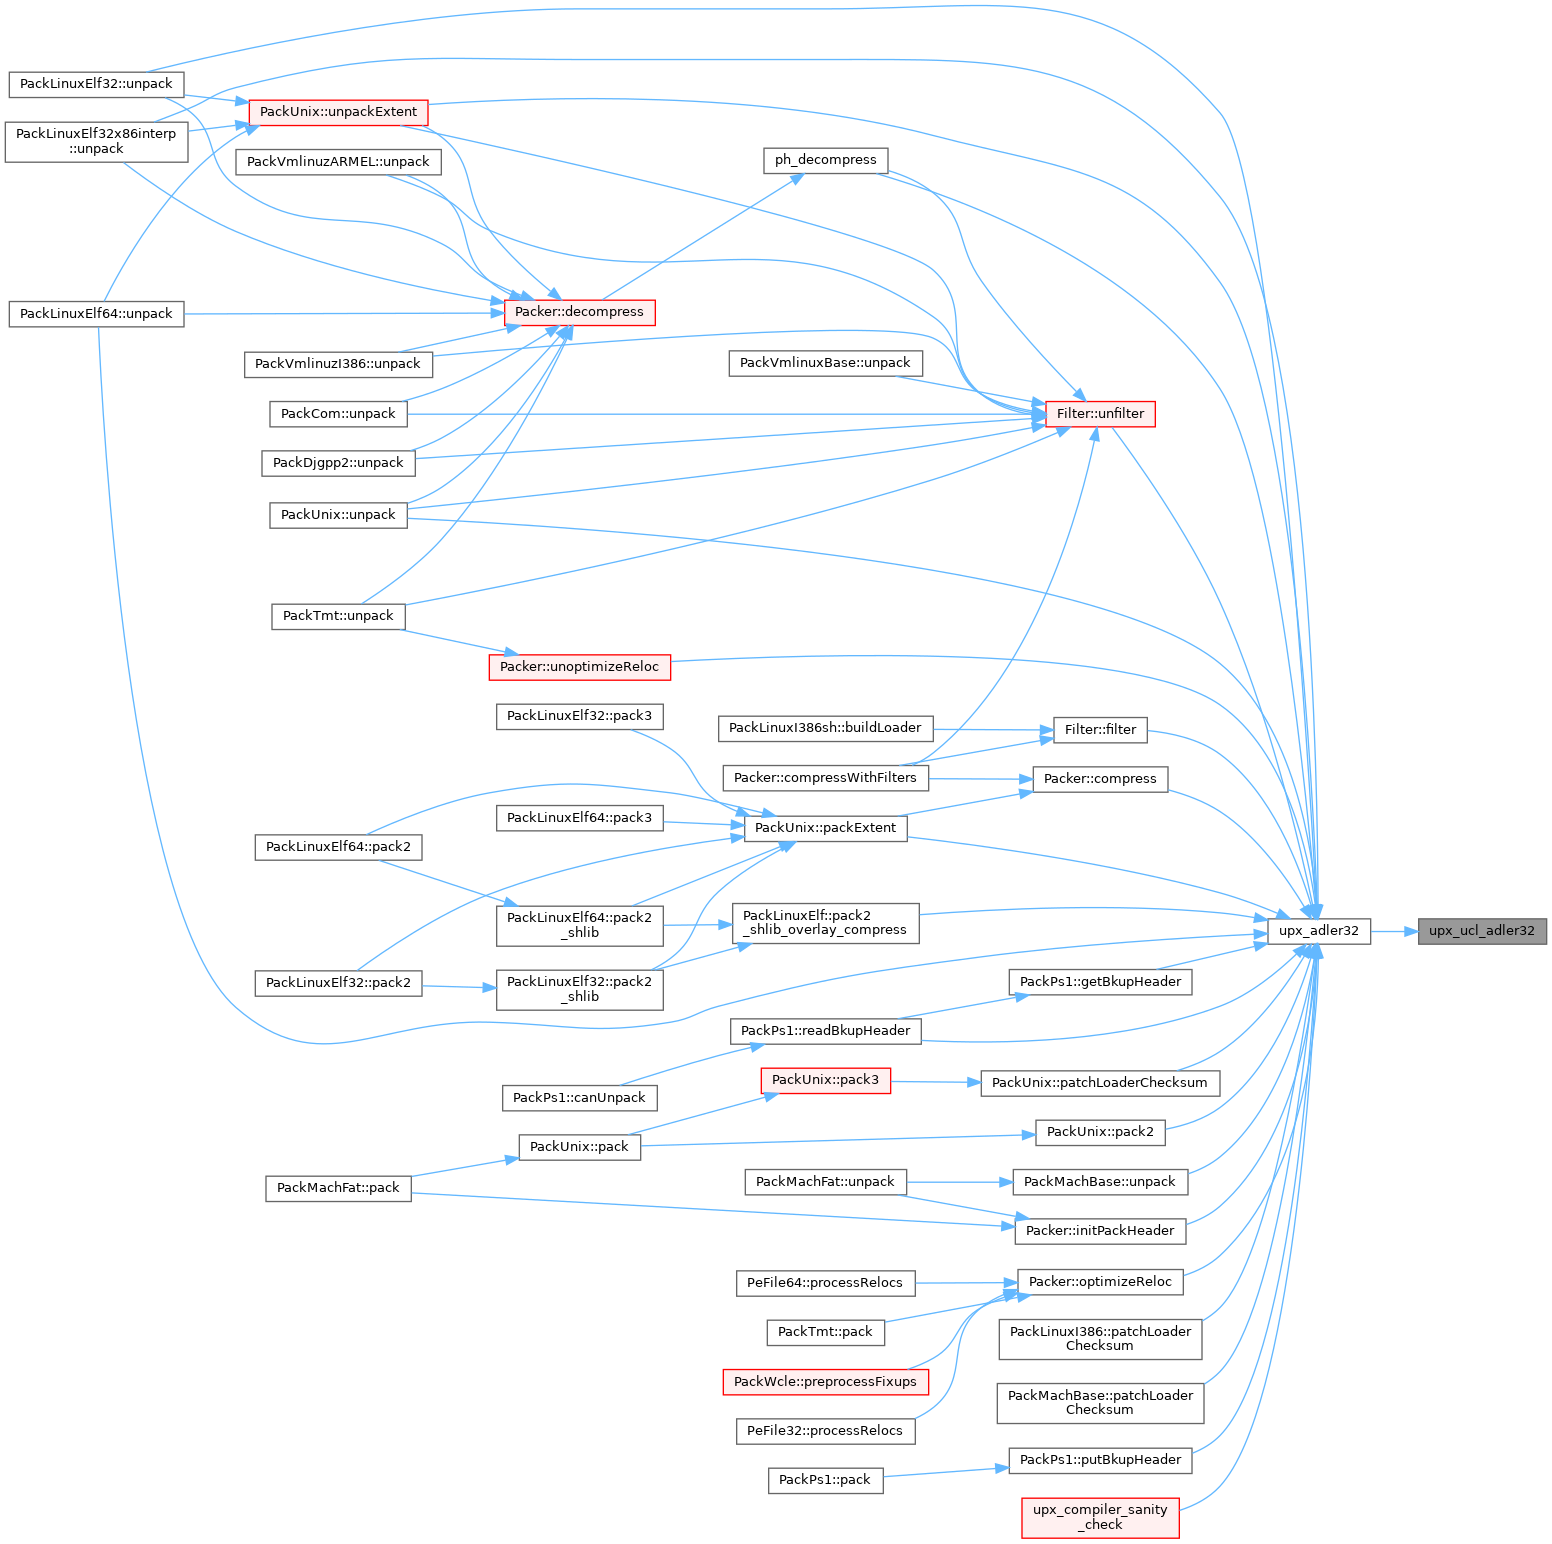 PackLinuxElf32::unpack
PackUnix::unpackExtent
PackLinuxElf32x86interp
::unpack
PackVmlinuzARMEL::unpack
ph_decompress
PackLinuxElf64::unpack
Packer::decompress
PackVmlinuzI386::unpack
PackVmlinuxBase::unpack
PackCom::unpack
Filter::unfilter
PackDjgpp2::unpack
PackUnix::unpack
PackTmt::unpack
Packer::unoptimizeReloc
PackLinuxElf32::pack3
PackLinuxI386sh::buildLoader
Filter::filter
Packer::compressWithFilters
Packer::compress
PackLinuxElf64::pack3
PackUnix::packExtent
PackLinuxElf64::pack2
PackLinuxElf64::pack2
_shlib
PackLinuxElf::pack2
_shlib_overlay_compress
upx_adler32
upx_ucl_adler32
PackLinuxElf32::pack2
PackLinuxElf32::pack2
_shlib
PackPs1::getBkupHeader
PackPs1::readBkupHeader
PackUnix::pack3
PackUnix::patchLoaderChecksum
PackPs1::canUnpack
PackUnix::pack
PackUnix::pack2
PackMachFat::pack
PackMachFat::unpack
PackMachBase::unpack
Packer::initPackHeader
PeFile64::processRelocs
Packer::optimizeReloc
PackTmt::pack
PackLinuxI386::patchLoader
Checksum
PackWcle::preprocessFixups
PackMachBase::patchLoader
Checksum
PeFile32::processRelocs
PackPs1::putBkupHeader
PackPs1::pack
upx_compiler_sanity
_check